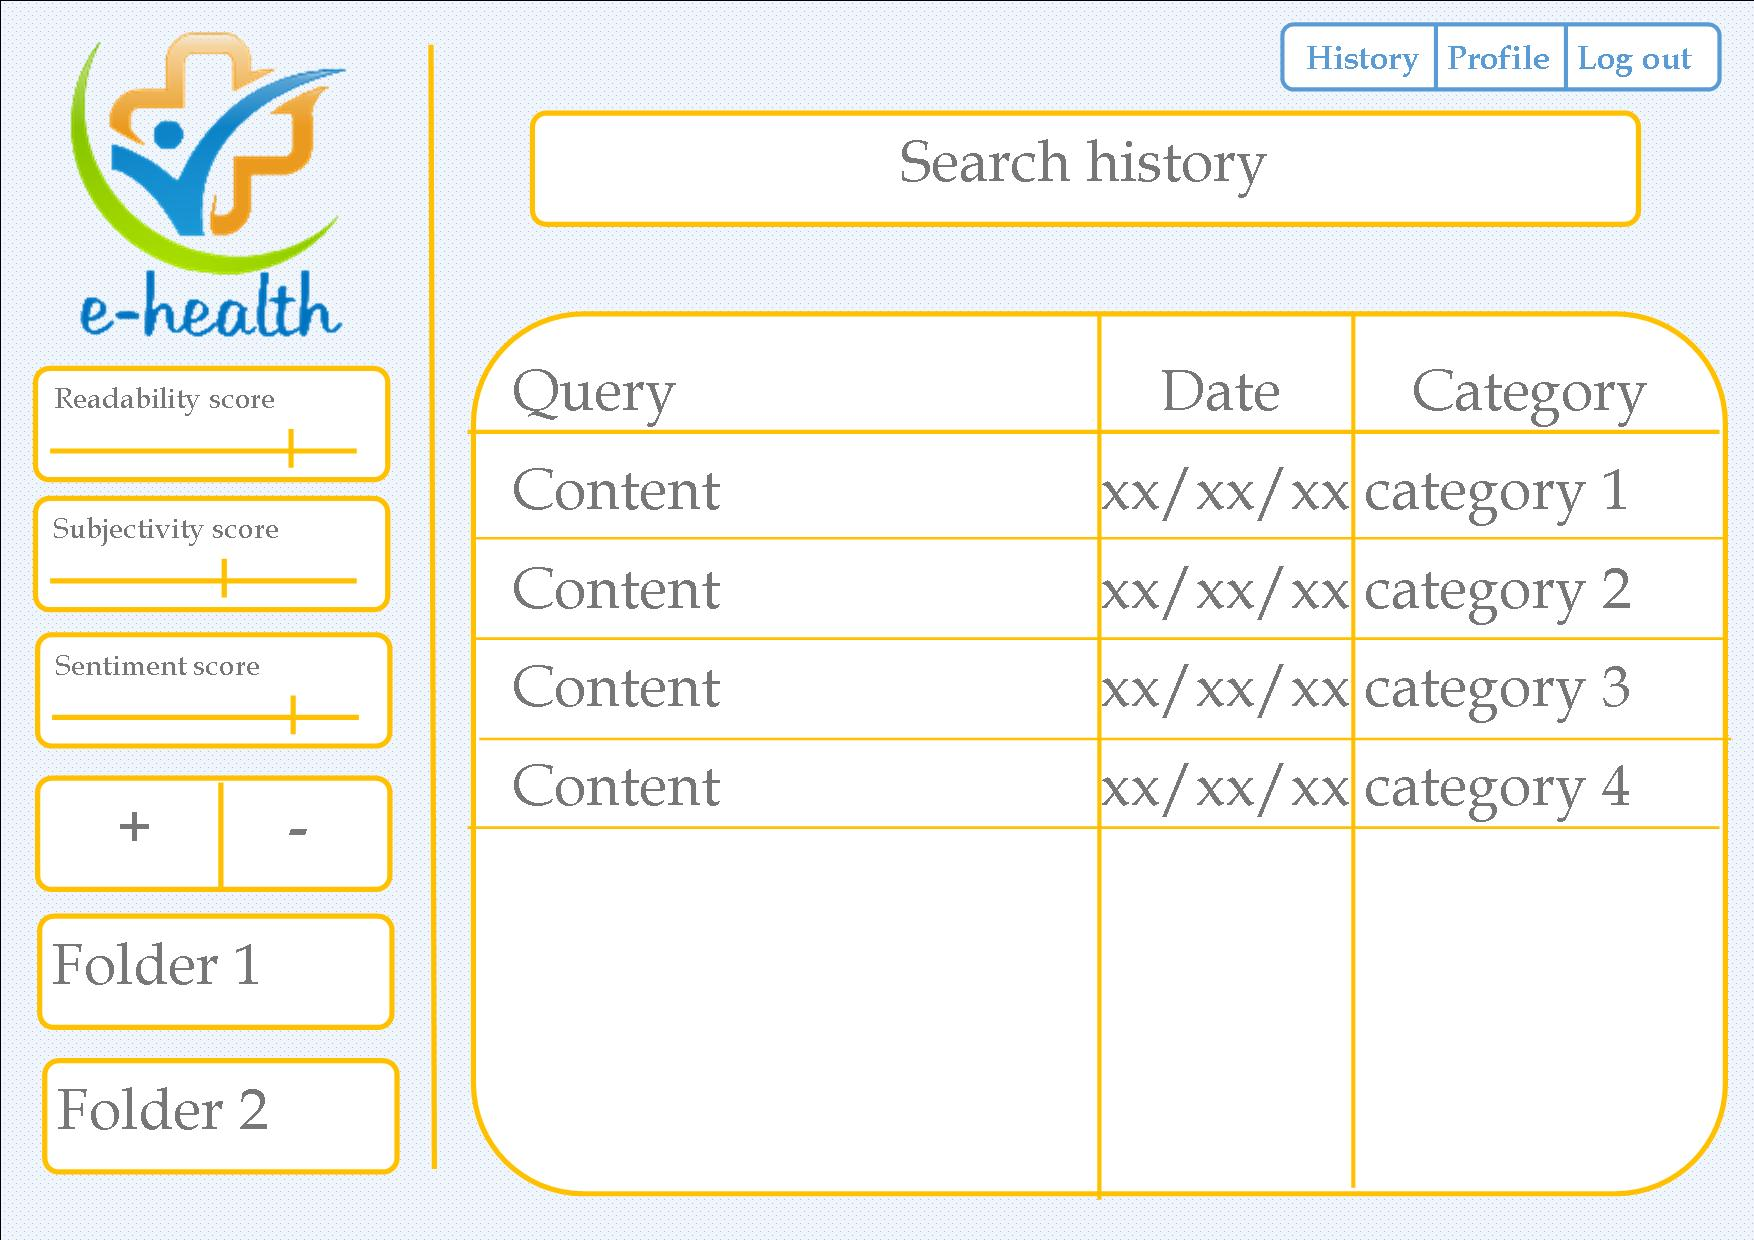 e-health
History Profile Log out
Search history
Readability score
Subjectivity score
Sentiment score
+ -
Folder 1
Folder 2
Query Date Category
Content xx/xx/xx category 1
Content xx/xx/xx category 2
Content xx/xx/xx category 3
Content xx/xx/xx category 4